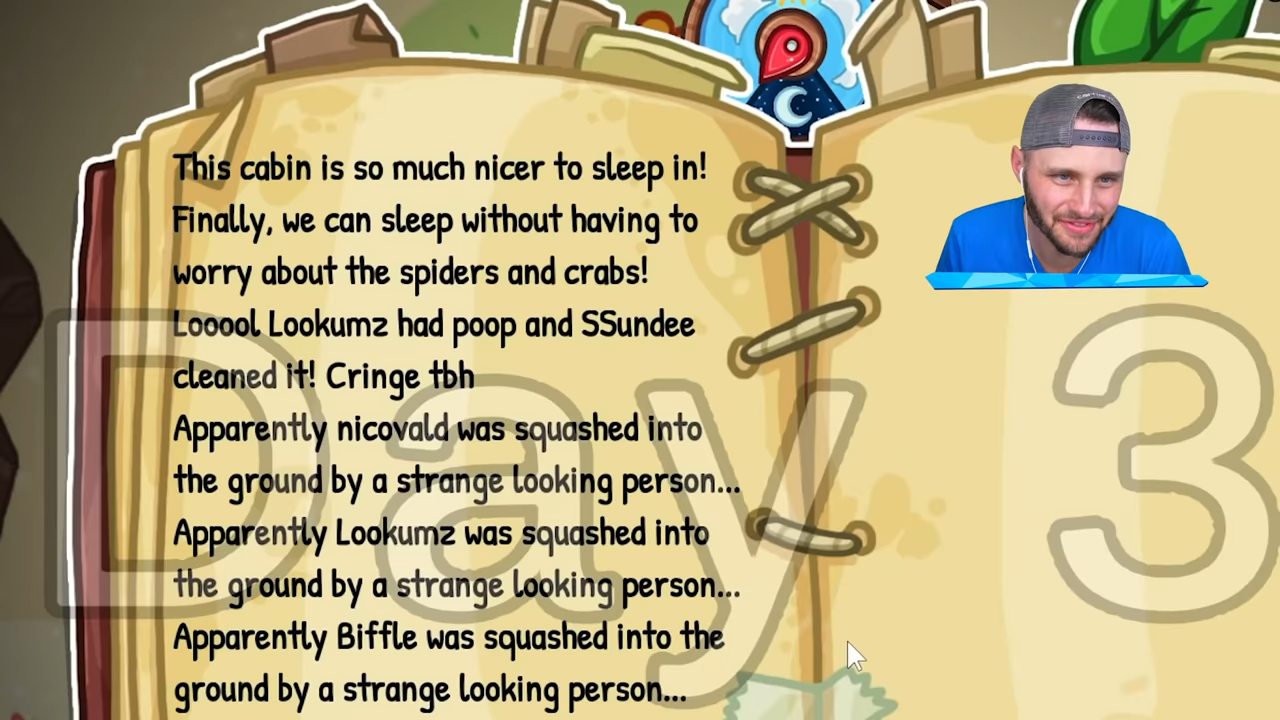 This cabin is so much nicer to sleep in!
Finally, we can sleep without having to
worry about the spiders and crabs!
Looool Lookumz had poop and SSundee
cleaned it! Cringe tbh
Apparently nicovald was squashed into
the ground by a strange looking person...
Apparently Lookumz was squashed into
the ground by a strange looking person...
Apparently Biffle was squashed into the
ground by a strange looking person...
Day 3